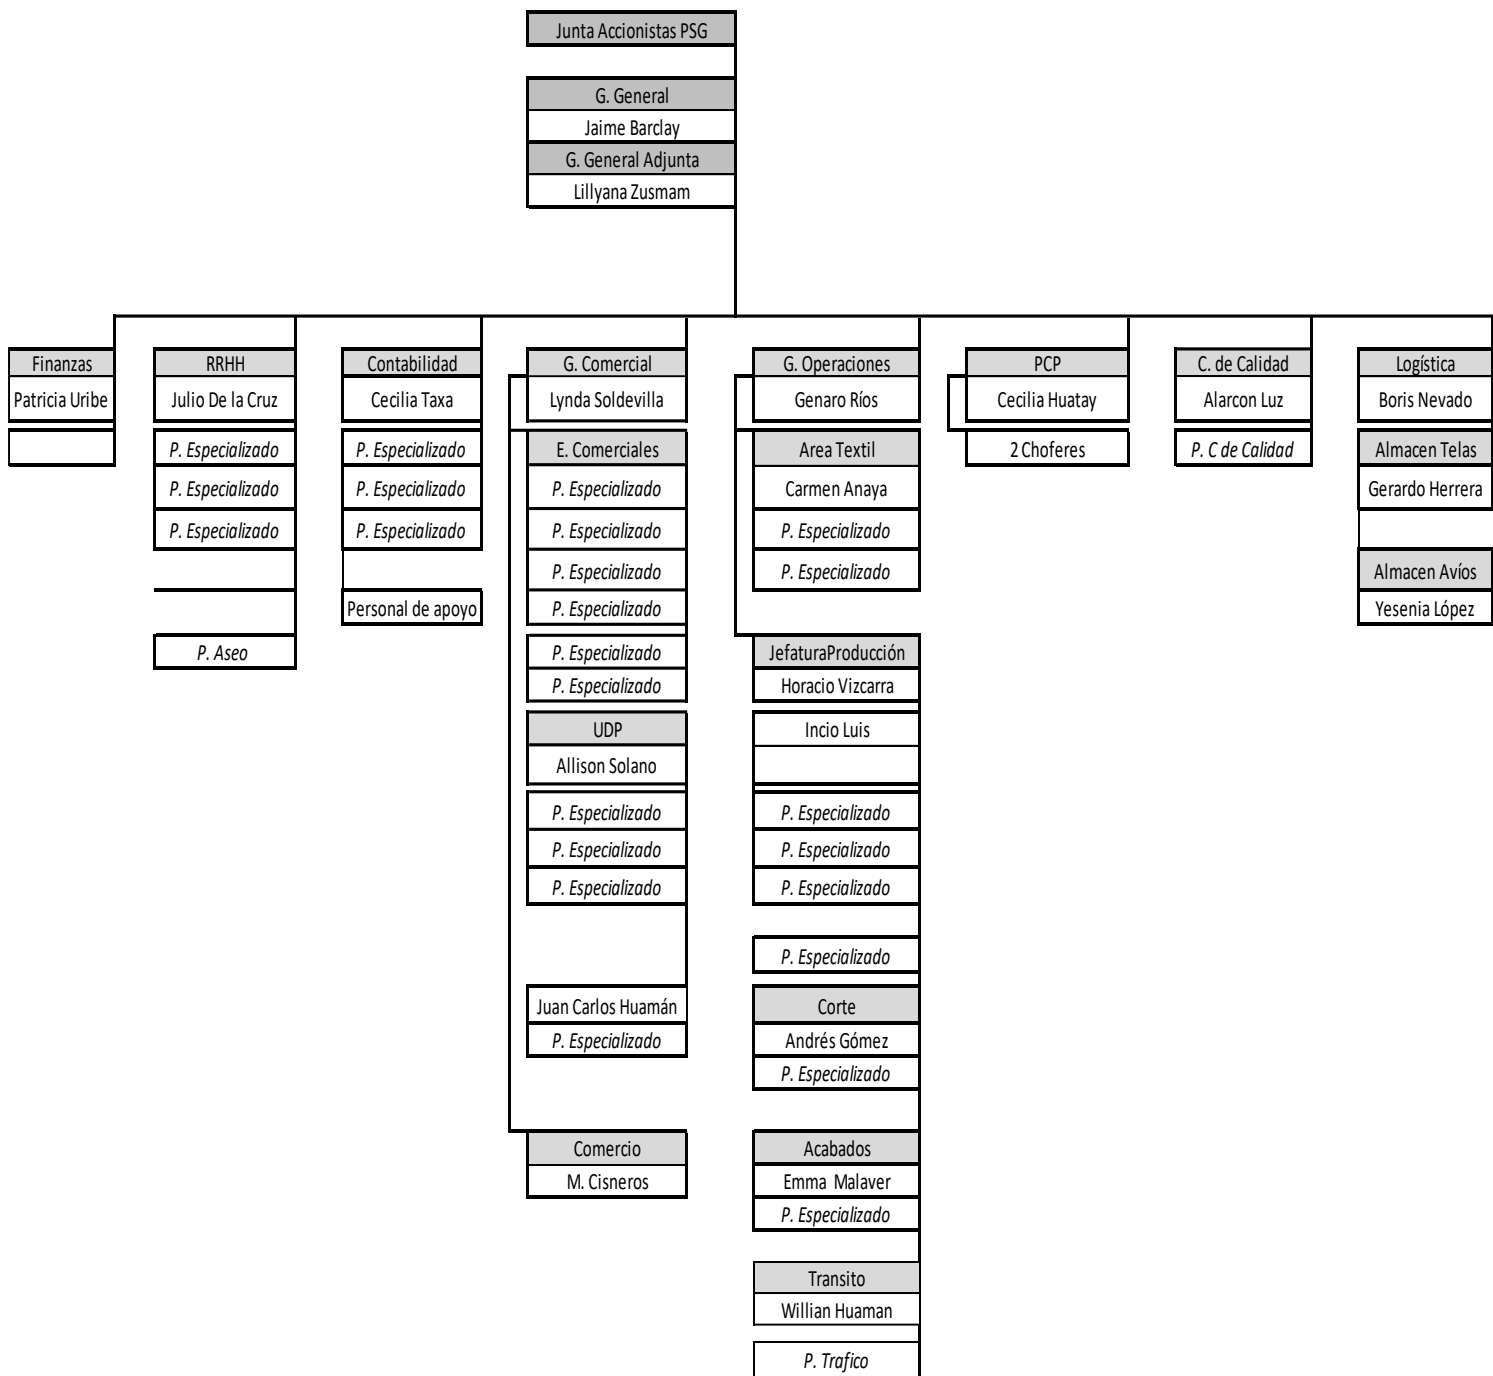 Junta Accionistas PSG
G. General
Jaime Barclay
G. General Adjunta
Lillyana Zusmam
Finanzas
Patricia Uribe
RRHH
Julio De la Cruz
P. Especializado
P. Especializado
P. Especializado
P. Aseo
Contabilidad
Cecilia Taxa
P. Especializado
P. Especializado
P. Especializado
Personal de apoyo
G. Comercial
Lynda Soldevilla
E. Comerciales
P. Especializado
P. Especializado
P. Especializado
P. Especializado
P. Especializado
P. Especializado
UDP
Allison Solano
P. Especializado
P. Especializado
P. Especializado
Juan Carlos Huamán
P. Especializado
Comercio
M. Cisneros
G. Operaciones
Genaro Ríos
Area Textil
Carmen Anaya
P. Especializado
P. Especializado
JefaturaProducción
Horacio Vizcarra
Incio Luis
P. Especializado
P. Especializado
P. Especializado
P. Especializado
Corte
Andrés Gómez
P. Especializado
Acabados
Emma Malaver
P. Especializado
Transito
Willian Huaman
P. Trafico
PCP
Cecilia Huatay
2 Choferes
C. de Calidad
Alarcon Luz
P. C de Calidad
Logística
Boris Nevado
Almacen Telas
Gerardo Herrera
Almacen Avíos
Yesenia López